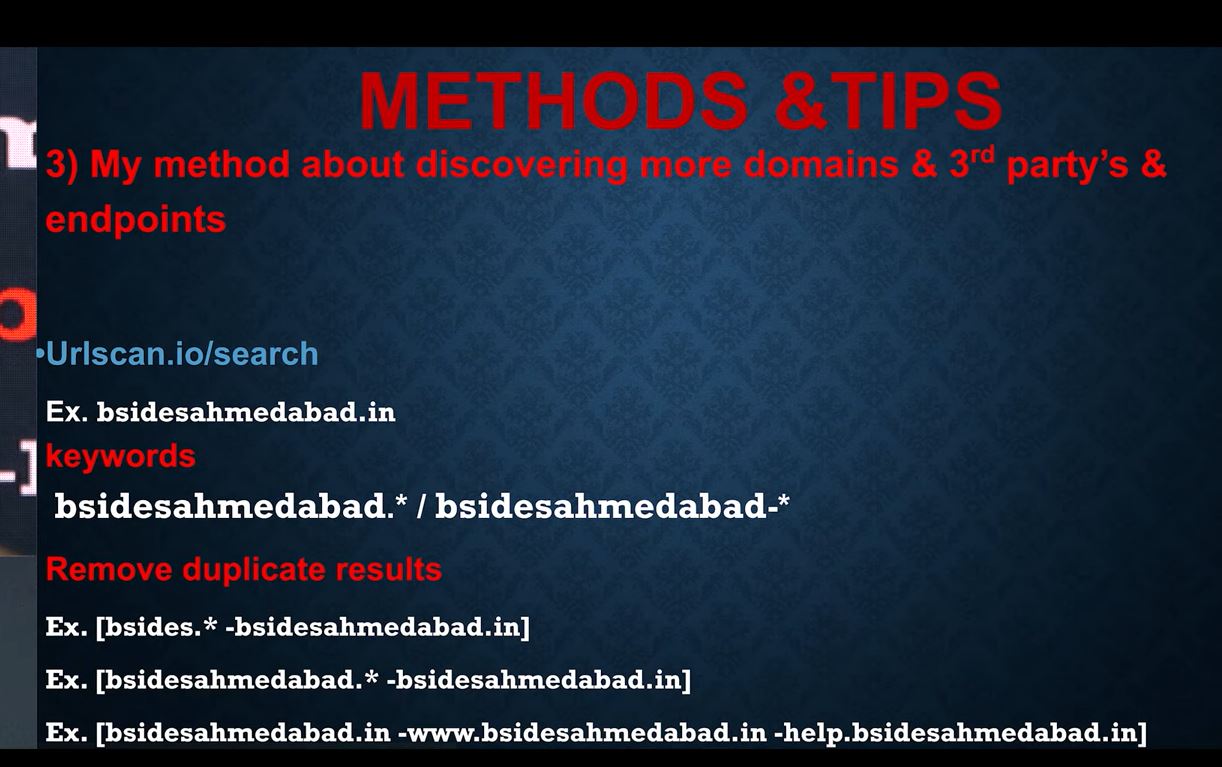 METHODS &TIPS
3) My method about discovering more domains & 3rd party's &
endpoints
•Urlscan.io/search
Ex. bsidesahmedabad.in
keywords
bsidesahmedabad.* / bsidesahmedabad-*
Remove duplicate results
Ex. [bsides.* -bsidesahmedabad.in]
Ex. [bsidesahmedabad.* -bsidesahmedabad.in]
Ex. [bsidesahmedabad.in -www.bsidesahmedabad.in -help.bsidesahmedabad.in]